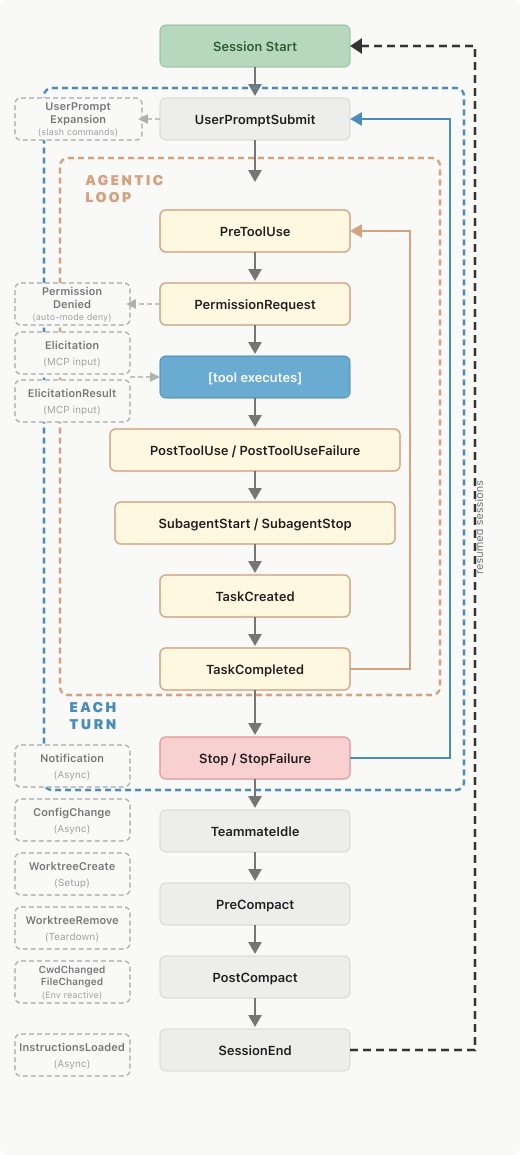 Session Start
UserPrompt
Expansion
(slash commands)
UserPromptSubmit
AGENTIC
LOOP
PreToolUse
Permission
Denied
(auto-mode deny)
PermissionRequest
Elicitation
(MCP input)
[tool executes]
ElicitationResult
(MCP input)
PostToolUse / PostToolUseFailure
SubagentStart / SubagentStop
resumed sessions
TaskCreated
TaskCompleted
EACH
TURN
Stop / StopFailure
Notification
(Async)
ConfigChange
(Async)
TeammateIdle
WorktreeCreate
(Setup)
PreCompact
WorktreeRemove
(Teardown)
CwdChanged
FileChanged
(Env reactive)
PostCompact
InstructionsLoaded
(Async)
SessionEnd